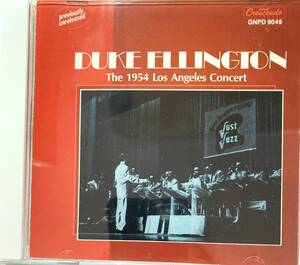 previously
unreleased
Crescendo
GNPD 9049
DUKE ELLINGTON
The 1954 Los Angeles Concert
Just
Jazz